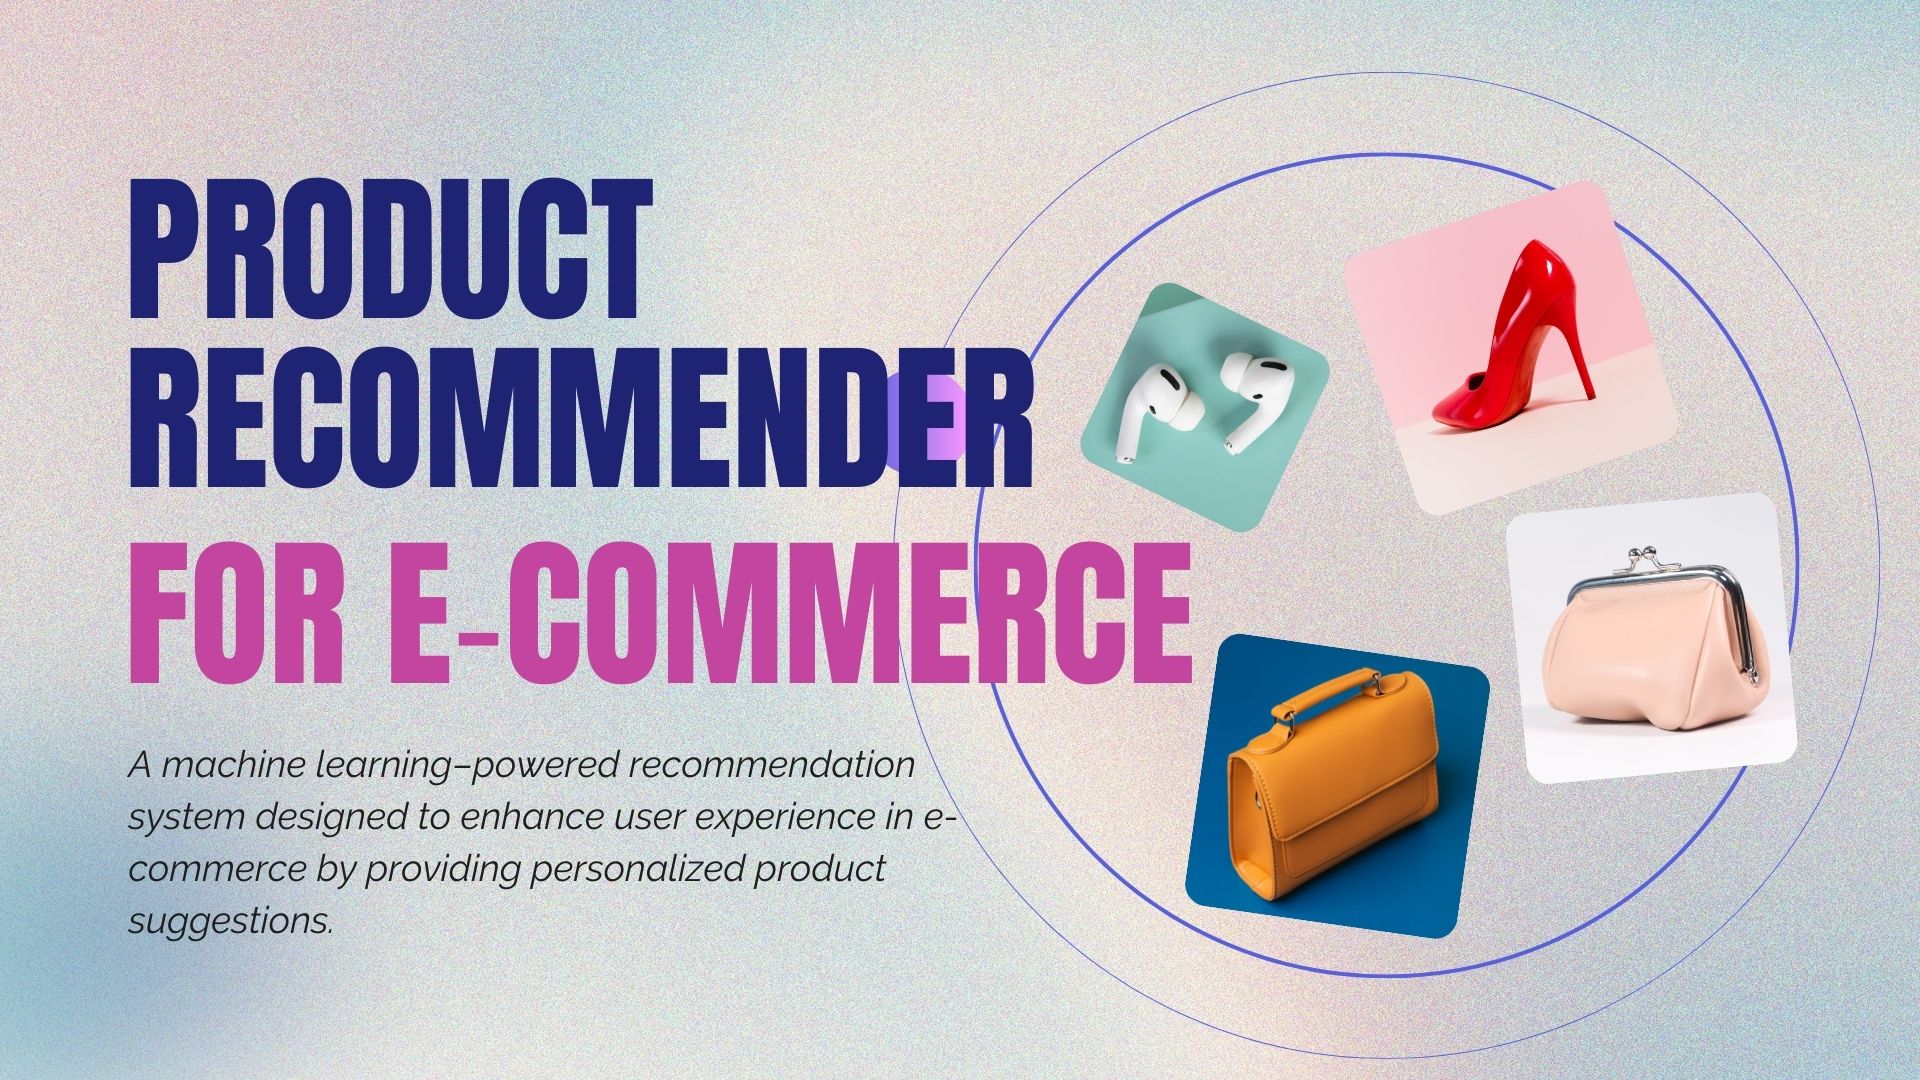 PRODUCT
RECOMMENDER
FOR E-COMMERCE
A machine learning–powered recommendation
system designed to enhance user experience in e-
commerce by providing personalized product
suggestions.